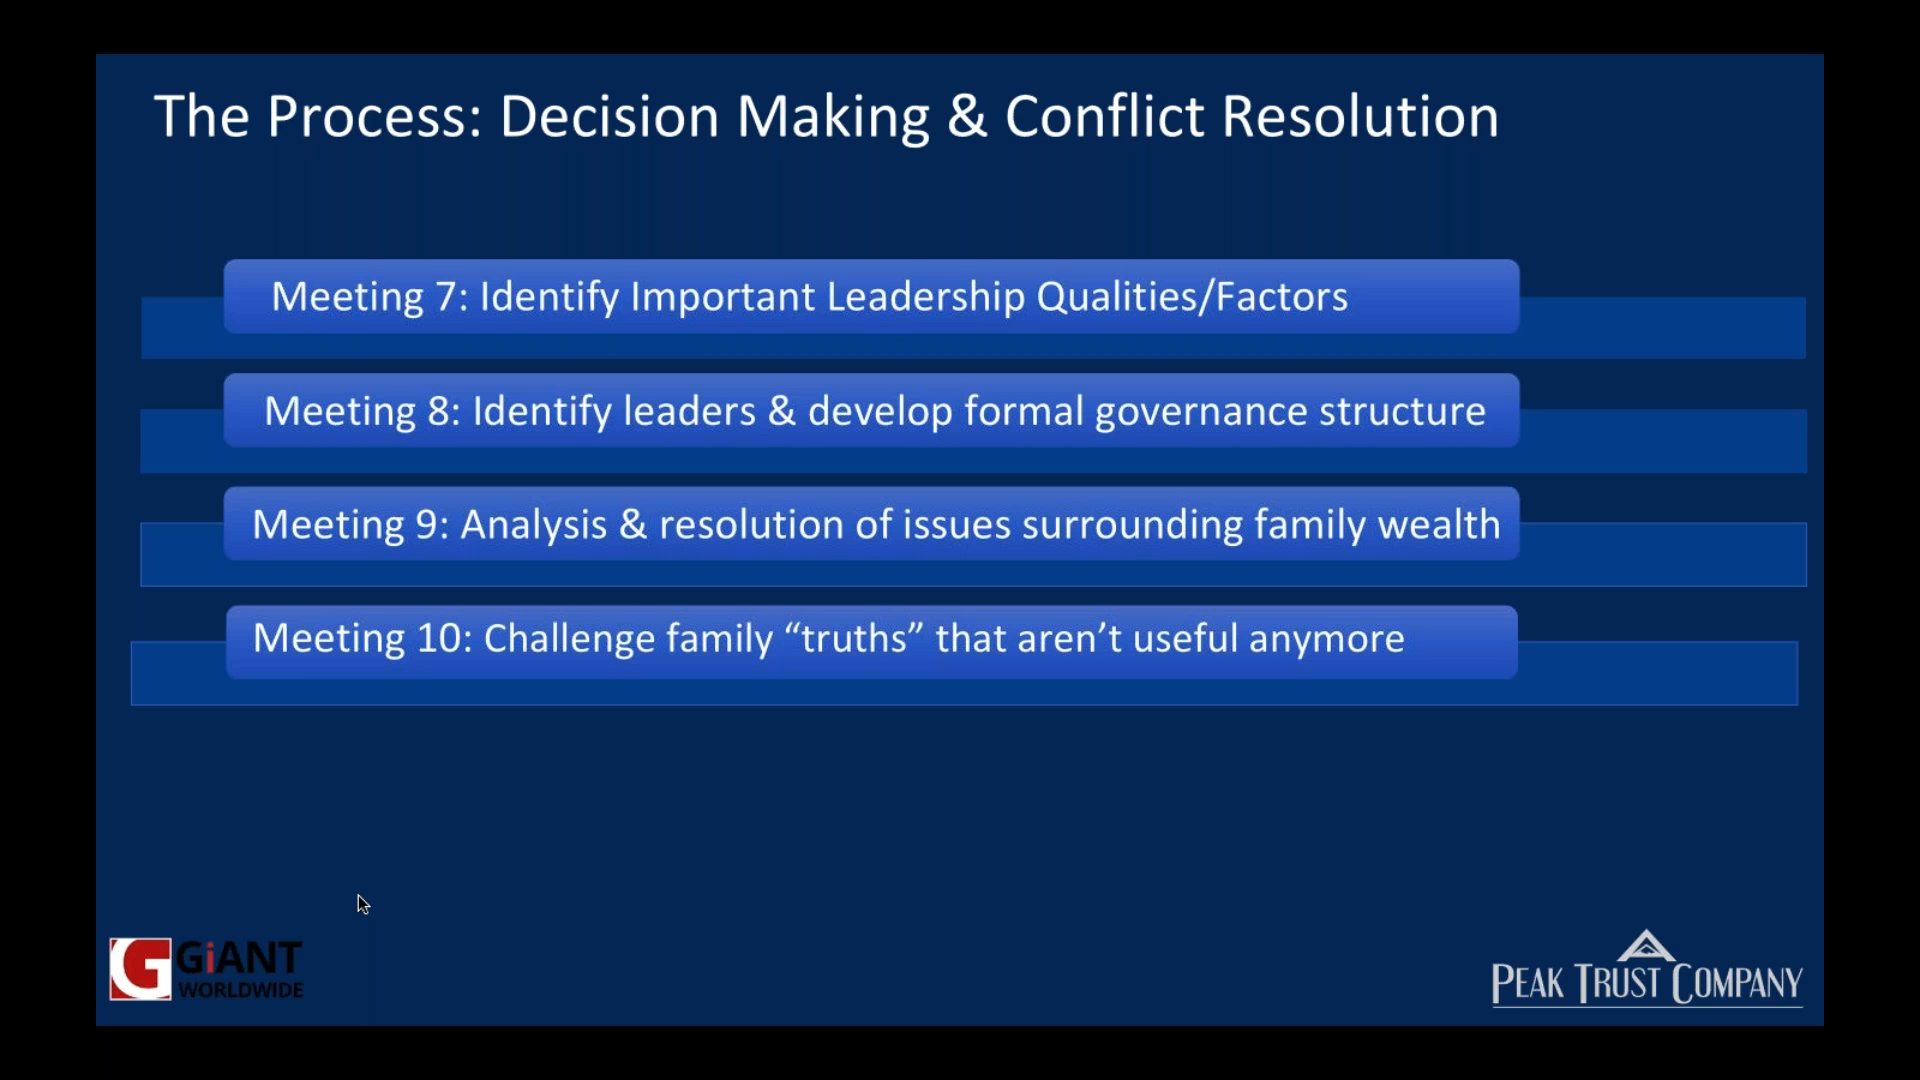 The Process: Decision Making & Conflict Resolution
Meeting 7: Identify Important Leadership Qualities/Factors
Meeting 8: Identify leaders & develop formal governance structure
Meeting 9: Analysis & resolution of issues surrounding family wealth
Meeting 10: Challenge family “truths” that aren’t useful anymore
G GiANT
WORLDWIDE
PEAK TRUST COMPANY